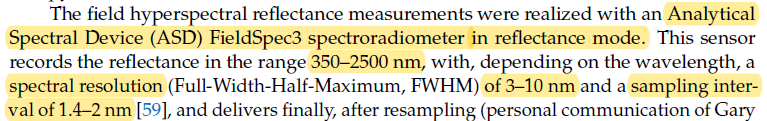 The field hyperspectral reflectance measurements were realized with an Analytical
Spectral Device (ASD) FieldSpec3 spectroradiometer in reflectance mode. This sensor
records the reflectance in the range 350–2500 nm, with, depending on the wavelength, a
spectral resolution (Full-Width-Half-Maximum, FWHM) of 3–10 nm and a sampling inter-
val of 1.4–2 nm [59], and delivers finally, after resampling (personal communication of Gary